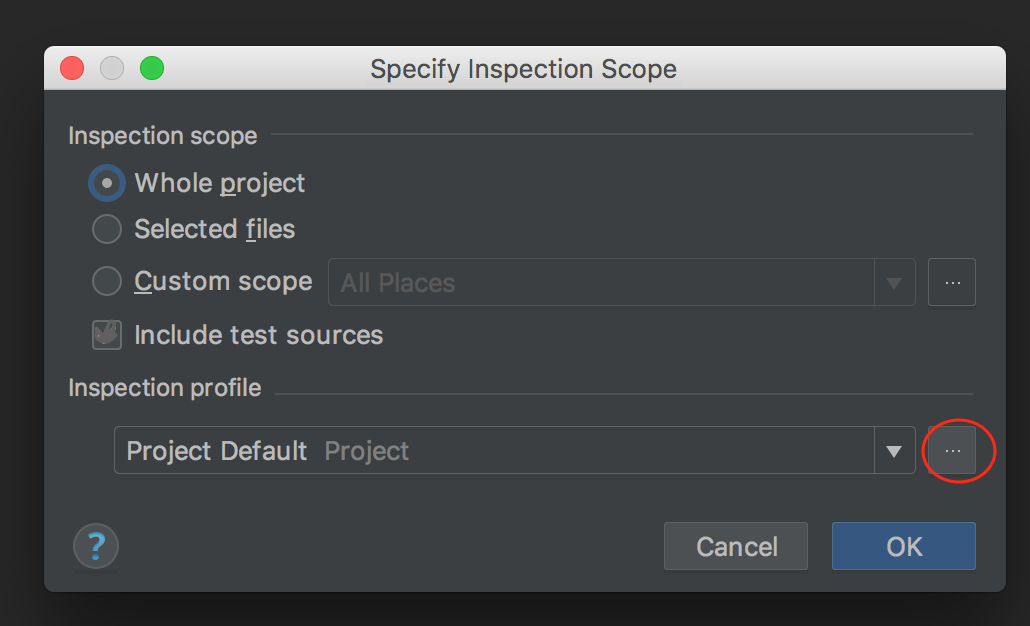 Specify Inspection Scope
Inspection scope
Whole project
Selected files
Custom scope All Places ...
Include test sources
Inspection profile
Project Default Project ...
? Cancel OK